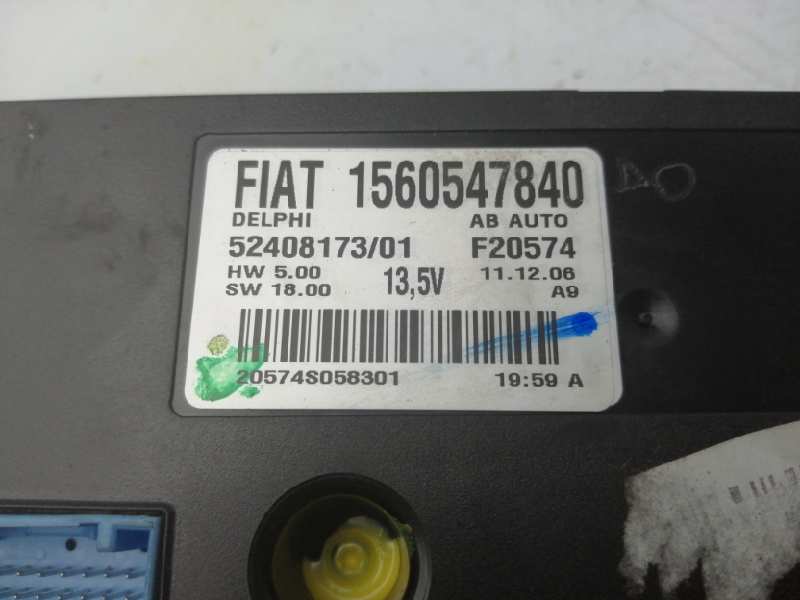 FIAT 1560547840
DELPHI AB AUTO
52408173/01 F20574
HW 5.00 13,5V 11.12.06
SW 18.00 A9
20574S058301 19:59 A